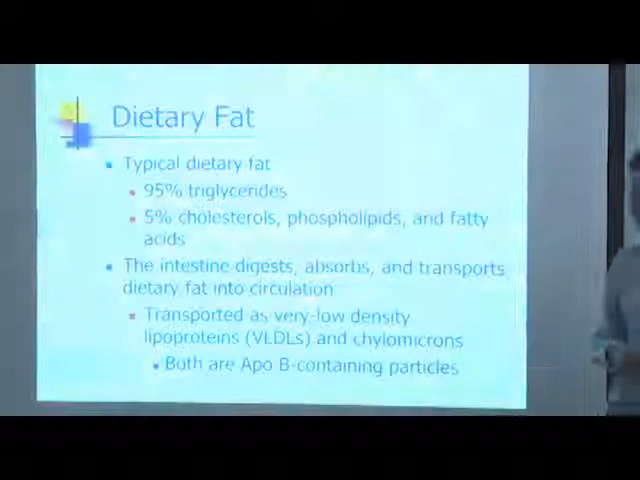 Dietary Fat
Typical dietary fat
95% triglycerides
5% cholesterols, phospholipids, and fatty
acids
The intestine digests, absorbs, and transports
dietary fat into circulation
Transported as very-low density
lipoproteins (VLDLs) and chylomicrons
Both are Apo B-containing particles